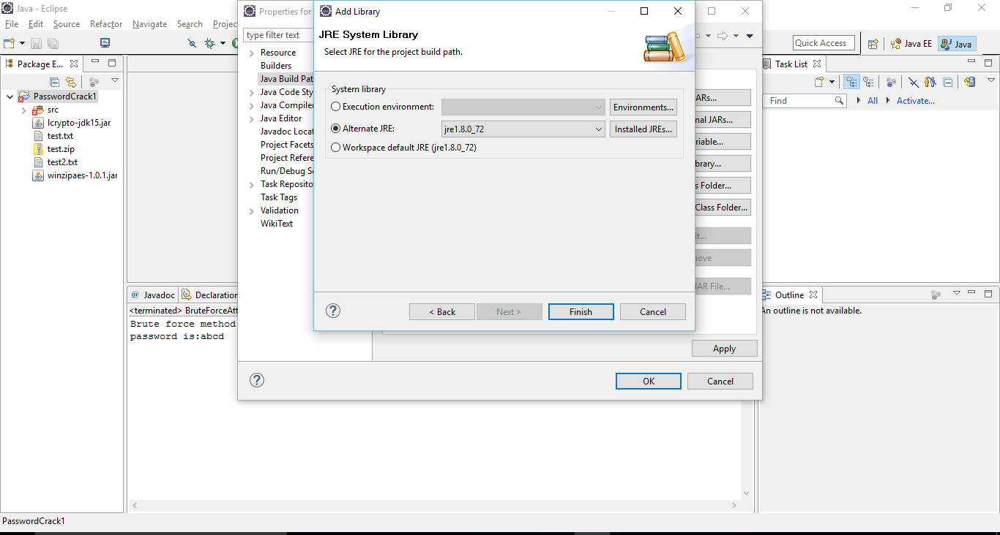 Java - Eclipse
File Edit Source Refactor Navigate Search Projec
Quick Access
Java EE
Java
Package E...
PasswordCrack1
src
lcrypto-jdk15.jar
test.txt
test.zip
test2.txt
winzipaes-1.0.1.jar
Javadoc
Declaration
<terminated> BruteForceAtt
Brute force method
password is:abcd
Properties for
type filter text
Resource
Builders
Java Build Pat
Java Code Sty
Java Compiler
Java Editor
Javadoc Locat
Project Facets
Project Refere
Run/Debug Se
Task Reposito
Task Tags
Validation
WikiText
Add Library
JRE System Library
Select JRE for the project build path.
System library
Execution environment:
Environments...
Alternate JRE:
jre1.8.0_72
Installed JREs...
Workspace default JRE (jre1.8.0_72)
< Back
Next >
Finish
Cancel
ARs...
nal JARs...
riable...
brary...
s Folder...
Class Folder...
it...
nove
JAR File...
Apply
OK
Cancel
Task List
Find
All
Activate...
Outline
An outline is not available.
PasswordCrack1